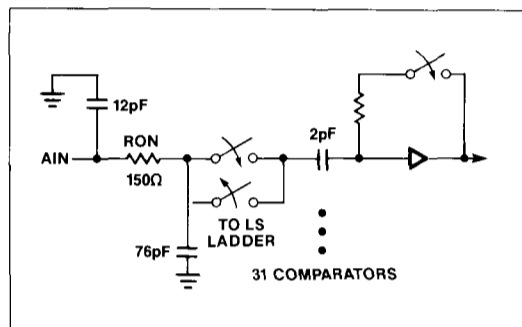 12pF
RON
2pF
AIN
150Ω
TO LS
LADDER
76pF
31 COMPARATORS